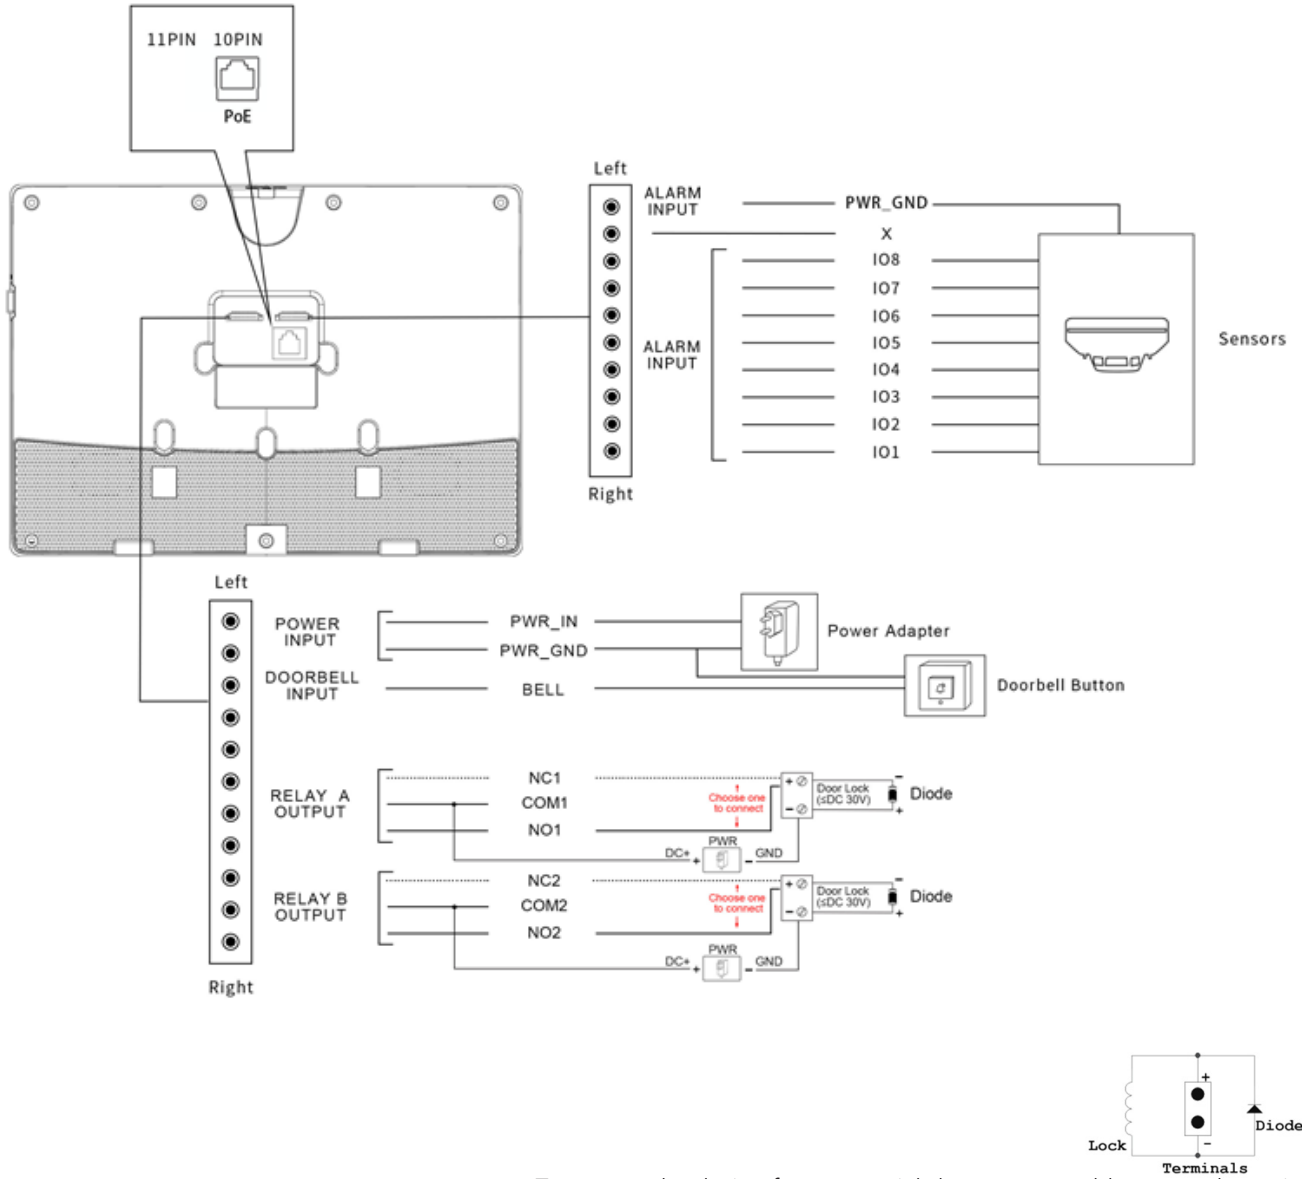 11PIN 10PIN
PoE
Left
ALARM INPUT
PWR_GND
X
IO8
IO7
IO6
IO5
ALARM INPUT
IO4
IO3
IO2
IO1
Sensors
Right
Left
POWER INPUT
PWR_IN
PWR_GND
Power Adapter
DOORBELL INPUT
BELL
Doorbell Button
RELAY A OUTPUT
NC1
COM1
NO1
Choose one to connect
+
-
Door Lock (≤DC 30V)
-
+
Diode
DC+ + PWR - GND
RELAY B OUTPUT
NC2
COM2
NO2
Choose one to connect
+
-
Door Lock (≤DC 30V)
-
+
Diode
DC+ + PWR - GND
Right
+
-
Lock
Diode
Terminals